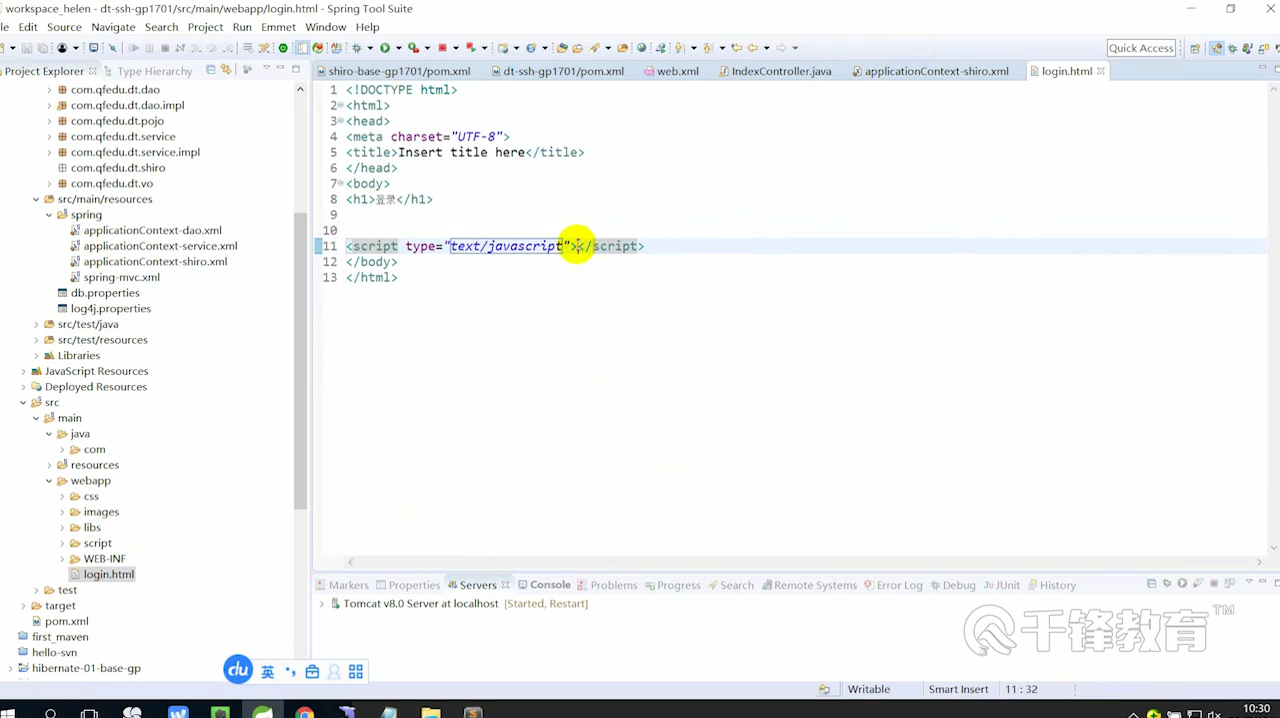 workspace_helen - dt-ssh-gp1701/src/main/webapp/login.html - Spring Tool Suite
le Edit Source Navigate Search Project Run Emmet Window Help
Quick Access
Project Explorer Type Hierarchy
shiro-base-gp1701/pom.xml dt-ssh-gp1701/pom.xml web.xml IndexController.java applicationContext-shiro.xml login.html
com.qfedu.dt.dao
com.qfedu.dt.dao.impl
com.qfedu.dt.pojo
com.qfedu.dt.service
com.qfedu.dt.service.impl
com.qfedu.dt.shiro
com.qfedu.dt.vo
src/main/resources
spring
applicationContext-dao.xml
applicationContext-service.xml
applicationContext-shiro.xml
spring-mvc.xml
db.properties
log4j.properties
src/test/java
src/test/resources
Libraries
JavaScript Resources
Deployed Resources
src
main
java
com
resources
webapp
css
images
libs
script
WEB-INF
login.html
test
target
pom.xml
first_maven
hello-svn
hibernate-01-base-gp
1 <!DOCTYPE html>
2 <html>
3 <head>
4 <meta charset="UTF-8">
5 <title>Insert title here</title>
6 </head>
7 <body>
8 <h1>登录</h1>
9
10
11 <script type="text/javascript"></script>
12 </body>
13 </html>
Markers Properties Servers Console Problems Progress Search Remote Systems Error Log Debug JUnit History
Tomcat v8.0 Server at localhost [Started, Restart]
千锋教育 TM
du 英
Writable Smart Insert 11 : 32
10:30